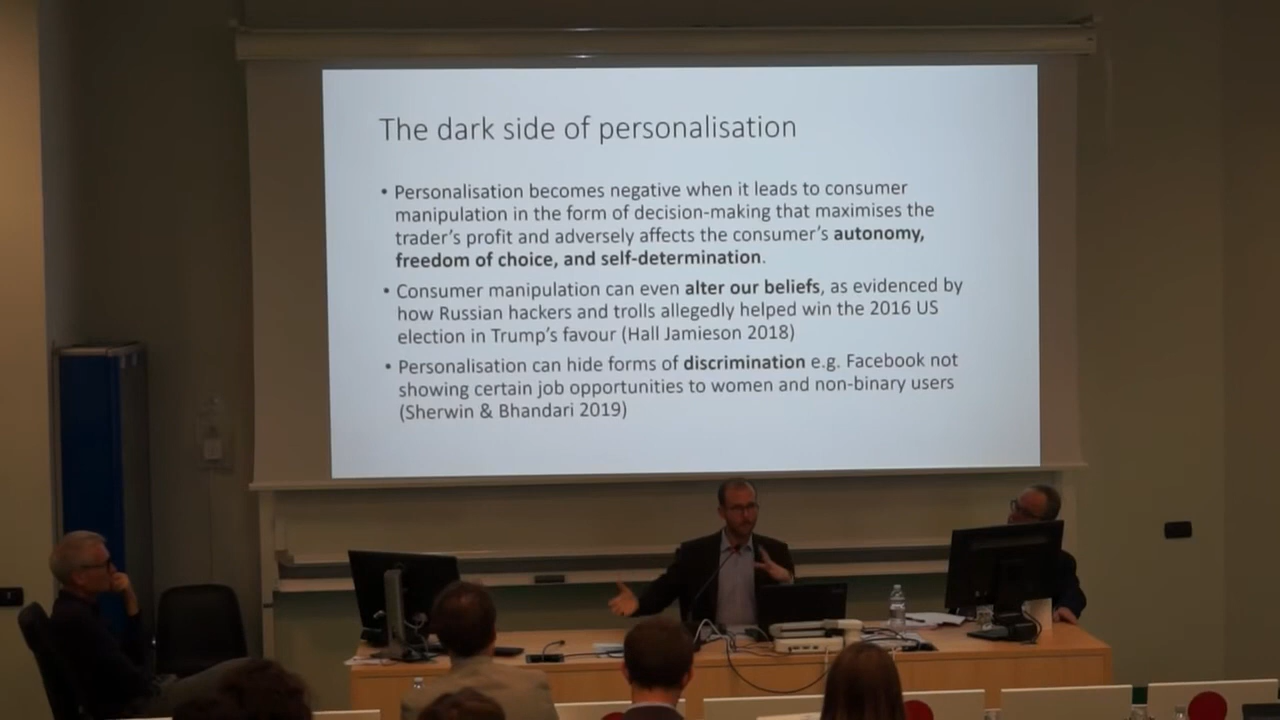 The dark side of personalisation
• Personalisation becomes negative when it leads to consumer
manipulation in the form of decision-making that maximises the
trader's profit and adversely affects the consumer's autonomy,
freedom of choice, and self-determination.
• Consumer manipulation can even alter our beliefs, as evidenced by
how Russian hackers and trolls allegedly helped win the 2016 US
election in Trump's favour (Hall Jamieson 2018)
• Personalisation can hide forms of discrimination e.g. Facebook not
showing certain job opportunities to women and non-binary users
(Sherwin & Bhandari 2019)